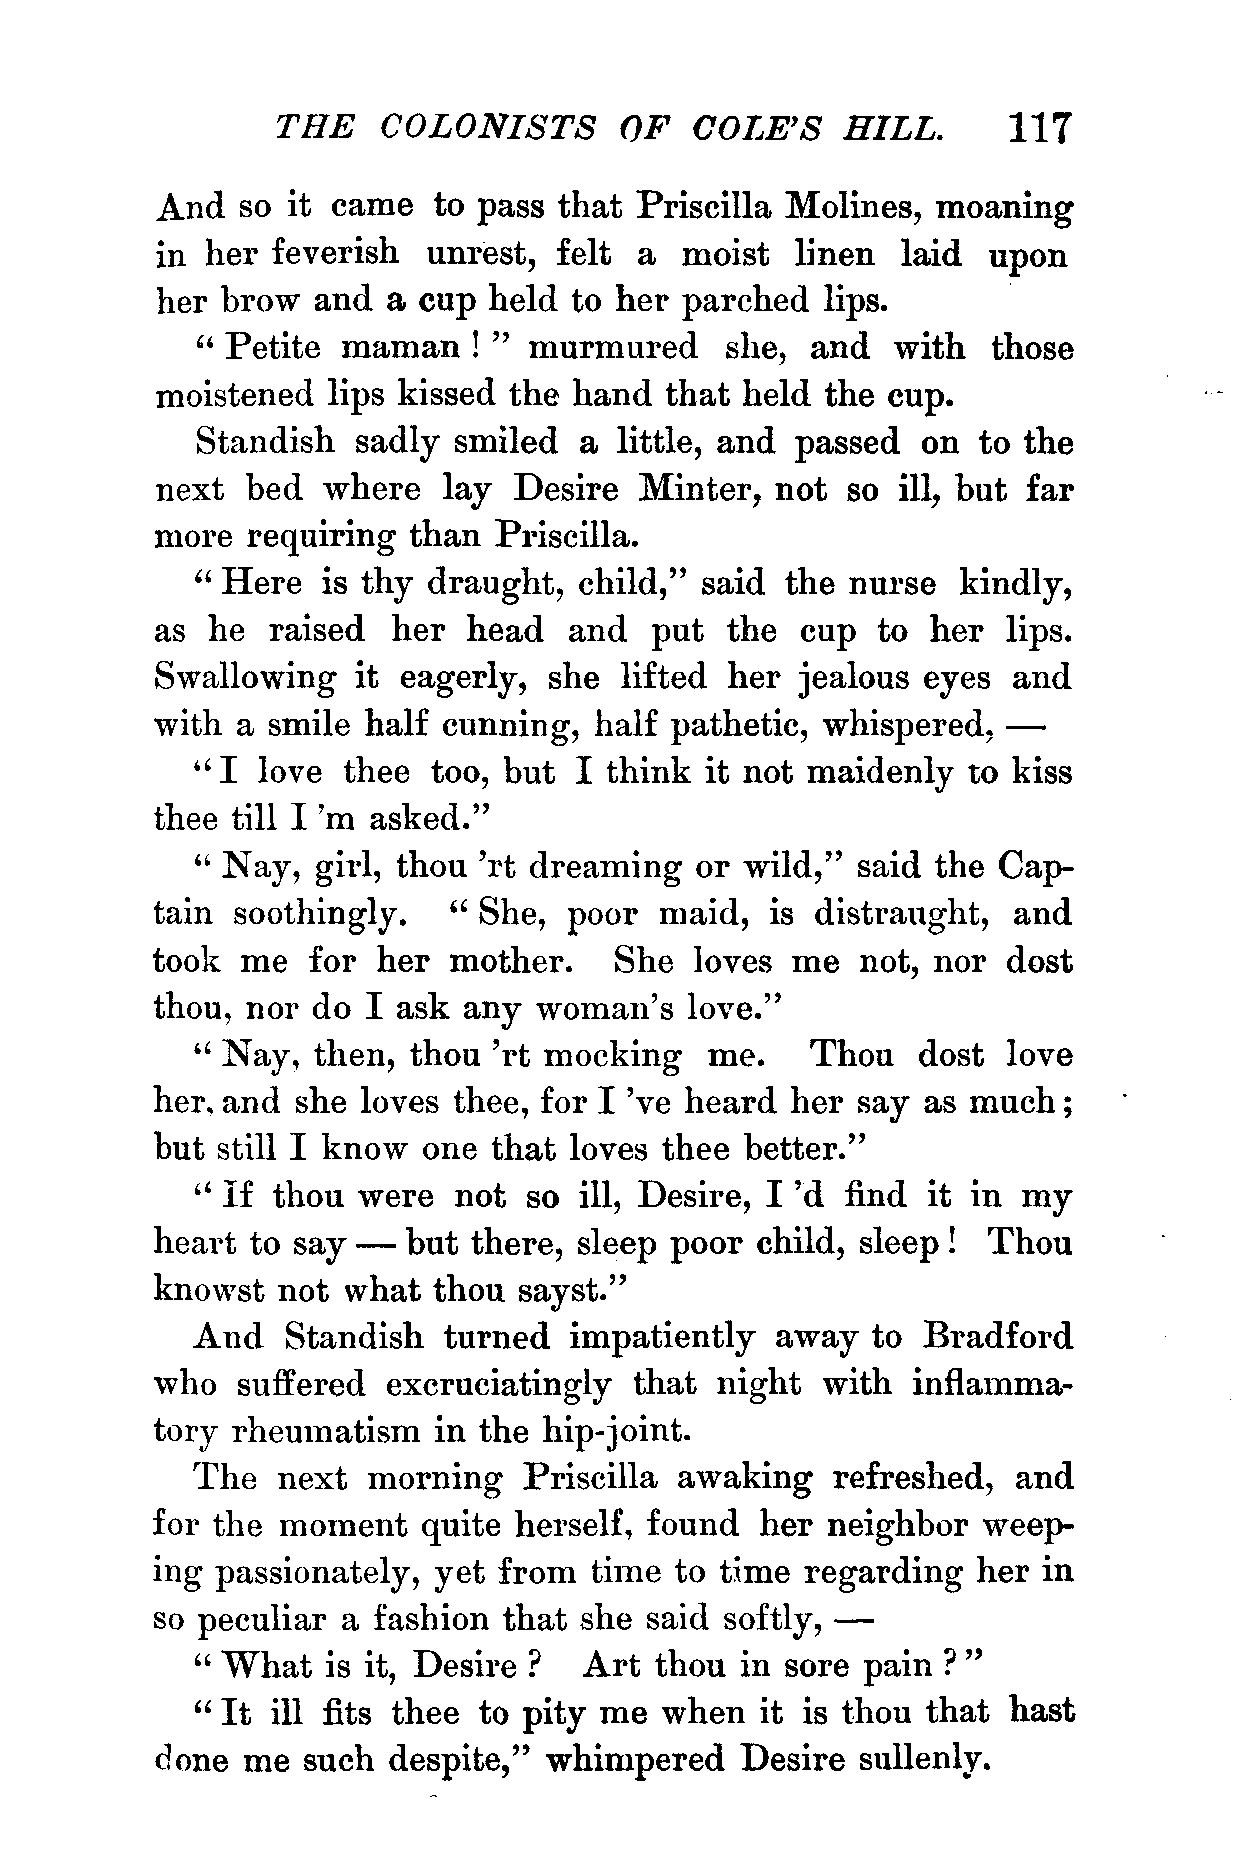 THE COLONISTS OF COLE'S HILL. 117
And so it came to pass that Priscilla Molines, moaning
in her feverish unrest, felt a moist linen laid upon
her brow and a cup held to her parched lips.
“ Petite maman ! ” murmured she, and with those
moistened lips kissed the hand that held the cup.
Standish sadly smiled a little, and passed on to the
next bed where lay Desire Minter, not so ill, but far
more requiring than Priscilla.
“ Here is thy draught, child,” said the nurse kindly,
as he raised her head and put the cup to her lips.
Swallowing it eagerly, she lifted her jealous eyes and
with a smile half cunning, half pathetic, whispered, —
“ I love thee too, but I think it not maidenly to kiss
thee till I ’m asked.”
“ Nay, girl, thou ’rt dreaming or wild,” said the Cap-
tain soothingly. “ She, poor maid, is distraught, and
took me for her mother. She loves me not, nor dost
thou, nor do I ask any woman’s love.”
“ Nay, then, thou ’rt mocking me. Thou dost love
her, and she loves thee, for I ’ve heard her say as much ;
but still I know one that loves thee better.”
“ If thou were not so ill, Desire, I ’d find it in my
heart to say — but there, sleep poor child, sleep ! Thou
knowst not what thou sayst.”
And Standish turned impatiently away to Bradford
who suffered excruciatingly that night with inflamma-
tory rheumatism in the hip-joint.
The next morning Priscilla awaking refreshed, and
for the moment quite herself, found her neighbor weep-
ing passionately, yet from time to time regarding her in
so peculiar a fashion that she said softly, —
“ What is it, Desire ? Art thou in sore pain ? ”
“ It ill fits thee to pity me when it is thou that hast
done me such despite,” whimpered Desire sullenly.